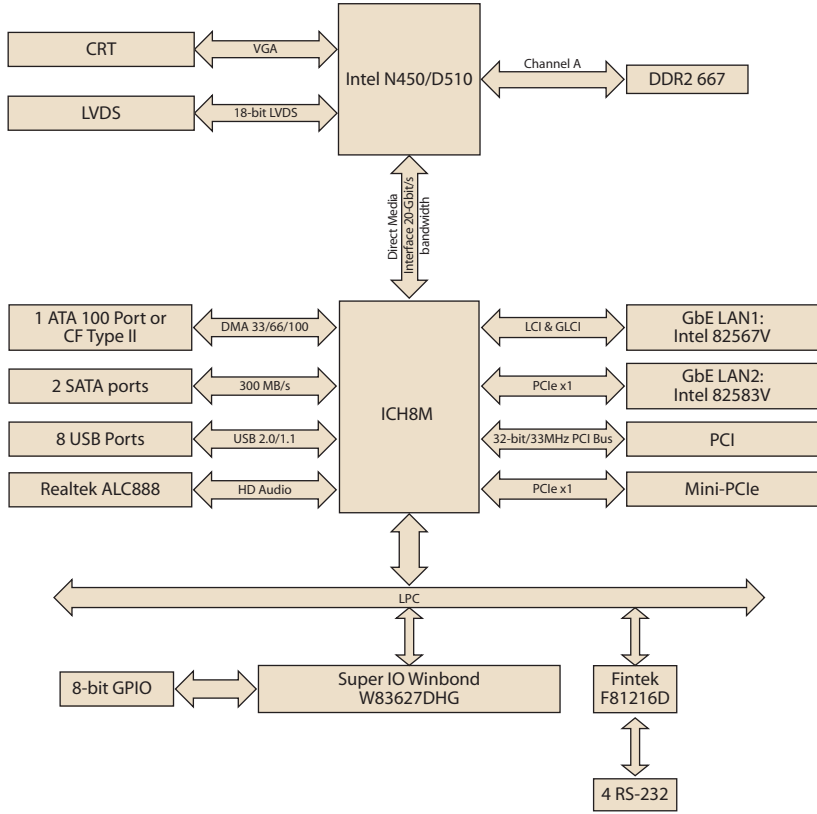 CRT
VGA
Intel N450/D510
Channel A
DDR2 667
LVDS
18-bit LVDS
Direct Media
Interface 20-Gbit/s
bandwidth
1 ATA 100 Port or
CF Type II
DMA 33/66/100
ICH8M
LCI & GLCI
GbE LAN1:
Intel 82567V
2 SATA ports
300 MB/s
PCIe x1
GbE LAN2:
Intel 82583V
8 USB Ports
USB 2.0/1.1
32-bit/33MHz PCI Bus
PCI
Realtek ALC888
HD Audio
PCIe x1
Mini-PCIe
LPC
8-bit GPIO
Super IO Winbond
W83627DHG
Fintek
F81216D
4 RS-232